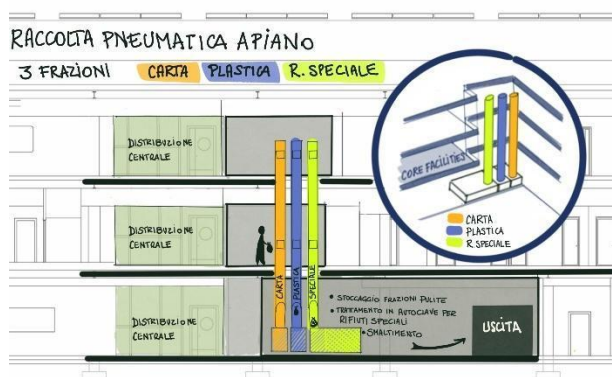 RACCOLTA PNEUMATICA A PIANO
3 FRAZIONI CARTA PLASTICA R. SPECIALE
DISTRIBUZIONE
CENTRALE
DISTRIBUZIONE
CENTRALE
DISTRIBUZIONE
CENTRALE
CARTA
PLASTICA
SPECIALE
• STOCCAGGIO FRAZIONI PULITE
• TRATTAMENTO IN AUTOCLAVE PER
RIFIUTI SPECIALI
• SMALTIMENTO
USCITA
CORE FACILITIES
CARTA
PLASTICA
R. SPECIALE